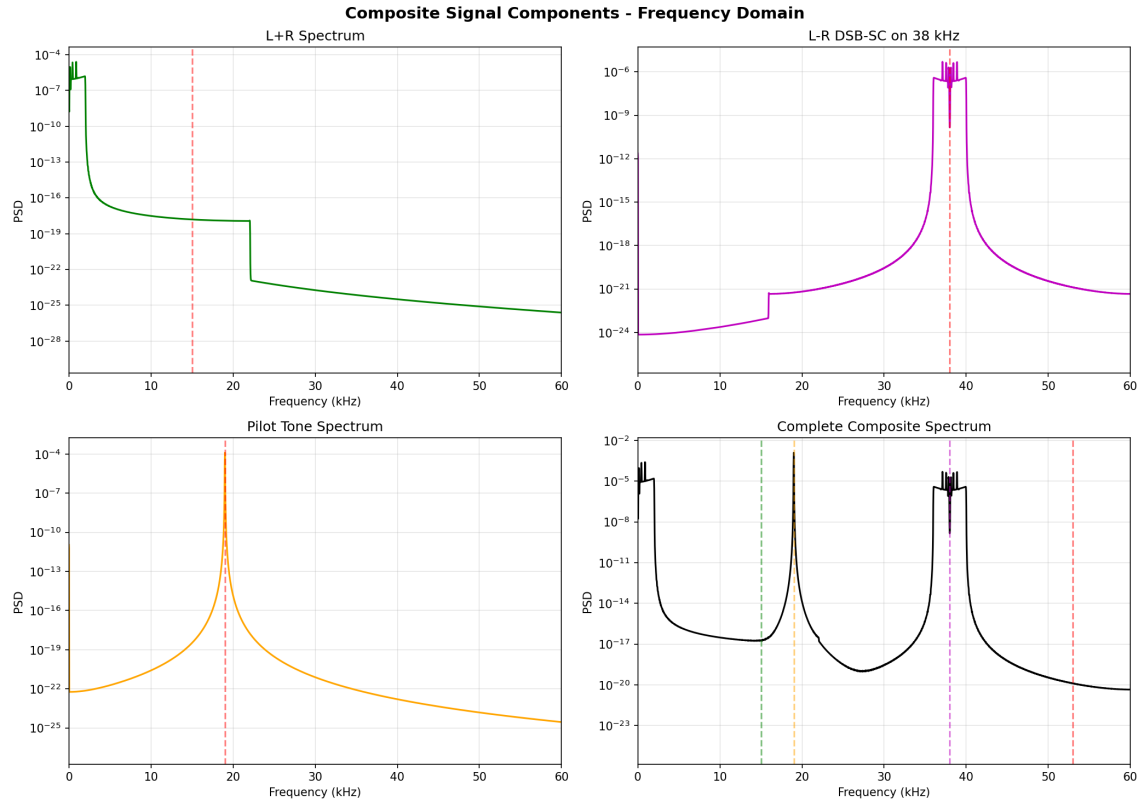 Composite Signal Components - Frequency Domain
L+R Spectrum
10⁻⁴
10⁻⁷
10⁻¹⁰
10⁻¹³
10⁻¹⁶
10⁻¹⁹
10⁻²²
10⁻²⁵
10⁻²⁸
PSD
0 10 20 30 40 50 60
Frequency (kHz)
L-R DSB-SC on 38 kHz
10⁻⁶
10⁻⁹
10⁻¹²
10⁻¹⁵
10⁻¹⁸
10⁻²¹
10⁻²⁴
PSD
0 10 20 30 40 50 60
Frequency (kHz)
Pilot Tone Spectrum
10⁻⁴
10⁻⁷
10⁻¹⁰
10⁻¹³
10⁻¹⁶
10⁻¹⁹
10⁻²²
10⁻²⁵
PSD
0 10 20 30 40 50 60
Frequency (kHz)
Complete Composite Spectrum
10⁻²
10⁻⁵
10⁻⁸
10⁻¹¹
10⁻¹⁴
10⁻¹⁷
10⁻²⁰
10⁻²³
PSD
0 10 20 30 40 50 60
Frequency (kHz)